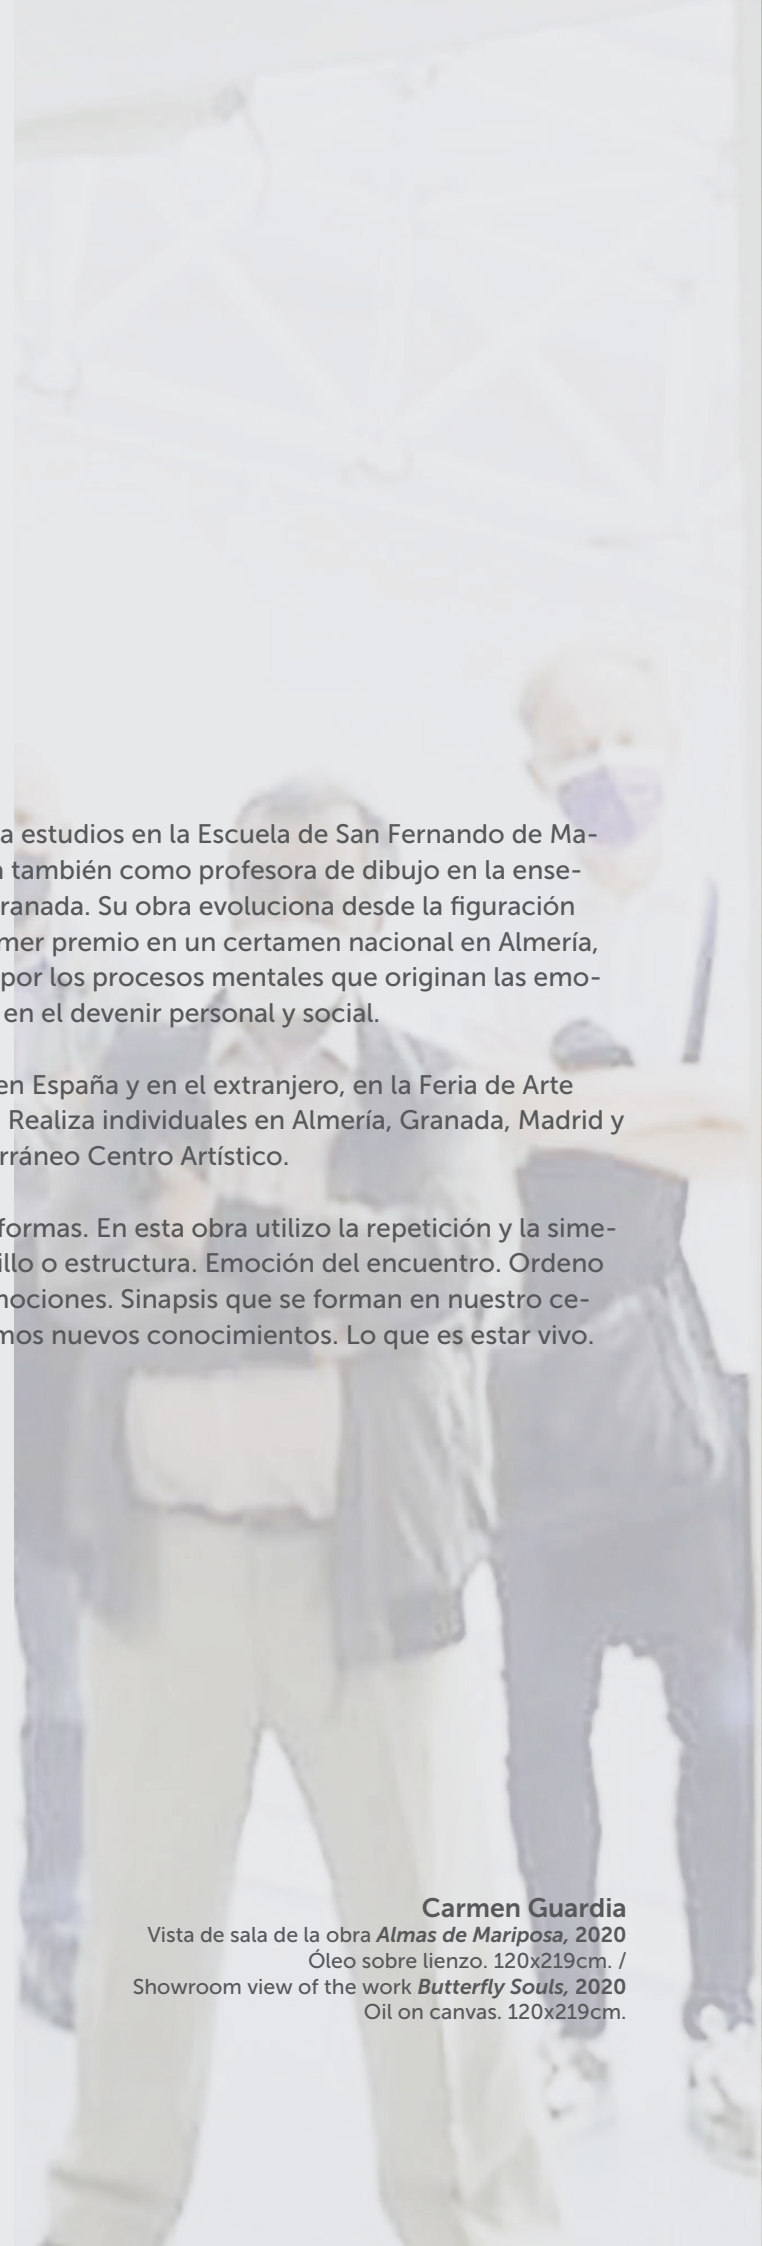 a estudios en la Escuela de San Fernando de Ma-
también como profesora de dibujo en la ense-
ranada. Su obra evoluciona desde la figuración
mer premio en un certamen nacional en Almería,
por los procesos mentales que originan las emo-
en el devenir personal y social.
en España y en el extranjero, en la Feria de Arte
Realiza individuales en Almería, Granada, Madrid y
rráneo Centro Artístico.
formas. En esta obra utilizo la repetición y la sime-
illo o estructura. Emoción del encuentro. Ordeno
mociones. Sinapsis que se forman en nuestro ce-
mos nuevos conocimientos. Lo que es estar vivo.
Carmen Guardia
Vista de sala de la obra Almas de Mariposa, 2020
Óleo sobre lienzo. 120x219cm. /
Showroom view of the work Butterfly Souls, 2020
Oil on canvas. 120x219cm.